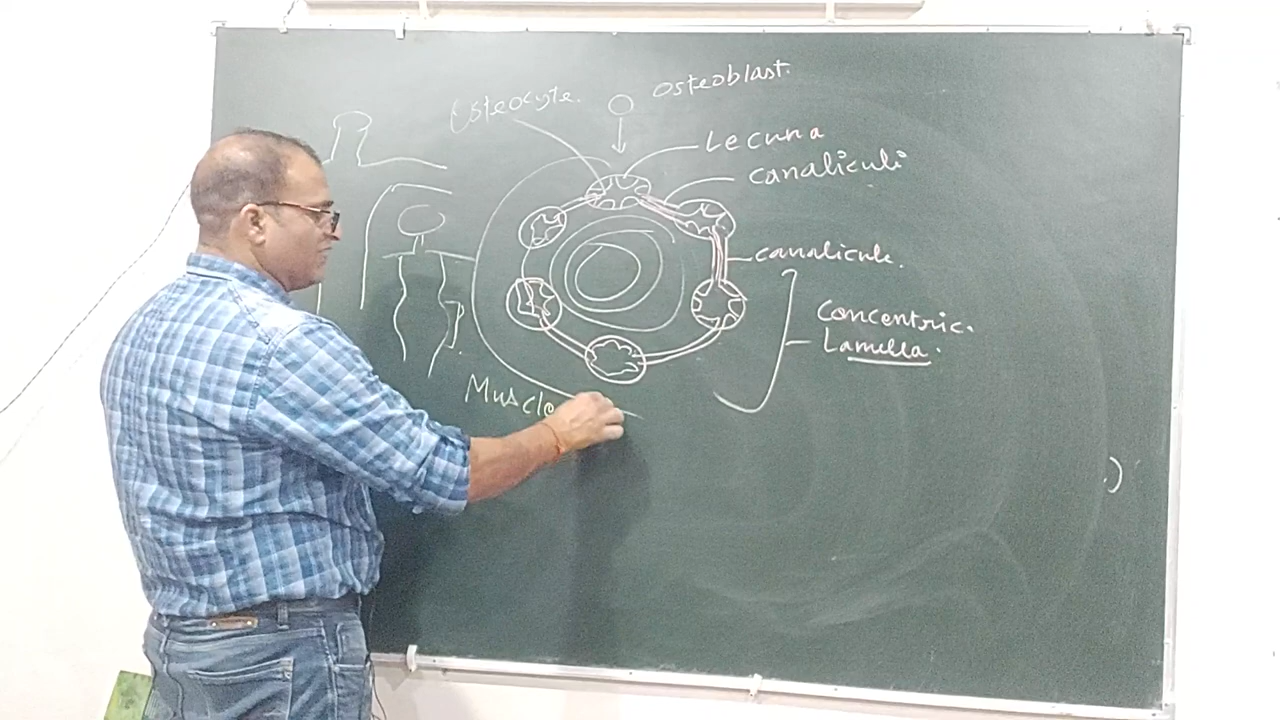 Osteoblast.
Osteocyte.
Lecuna
canaliculi
canalicule.
Concentric.
Lamella.
Muscle